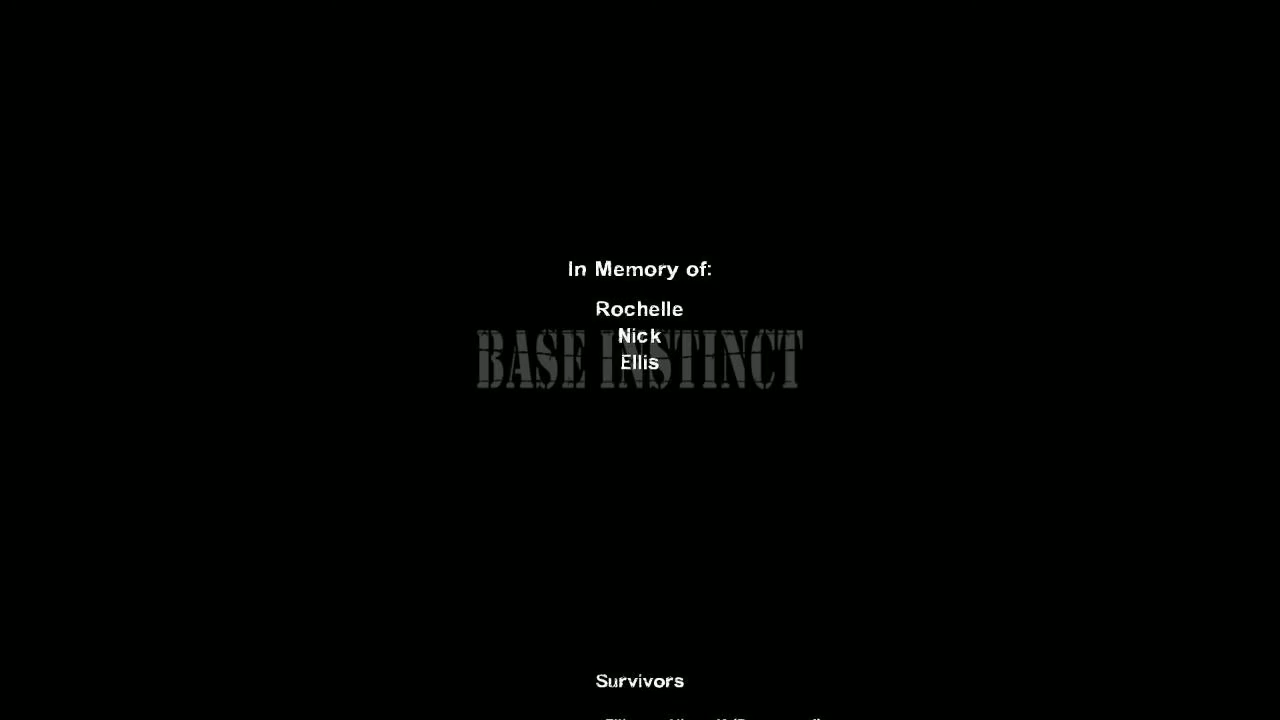 In Memory of:
Rochelle
Nick
BASE INSTINCT
Ellis
Survivors